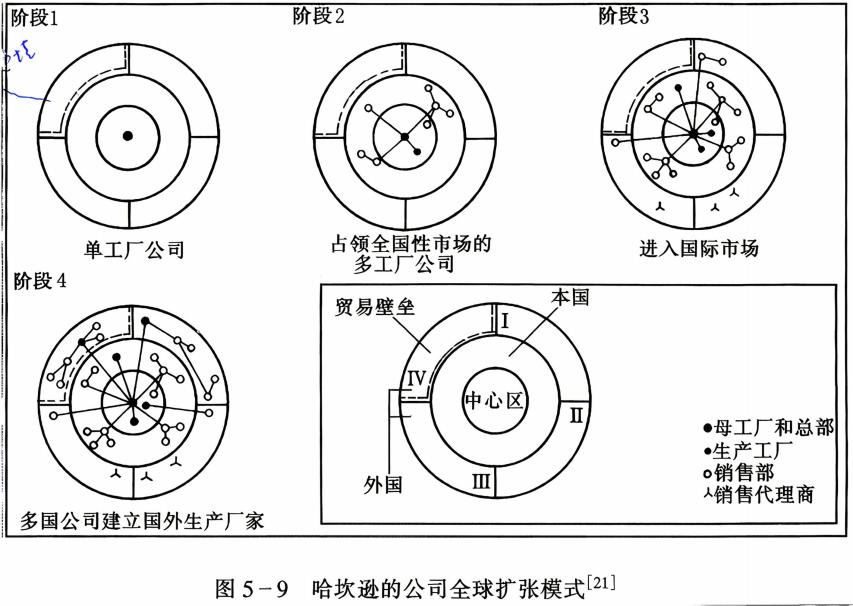 阶段1
阶段2
阶段3
单工厂公司
占领全国性市场的
多工厂公司
进入国际市场
阶段4
多国公司建立国外生产厂家
贸易壁垒
本国
Ⅰ
Ⅳ
中心区
Ⅱ
外国
Ⅲ
母工厂和总部
生产工厂
销售部
销售代理商
图5-9 哈坎逊的公司全球扩张模式[21]